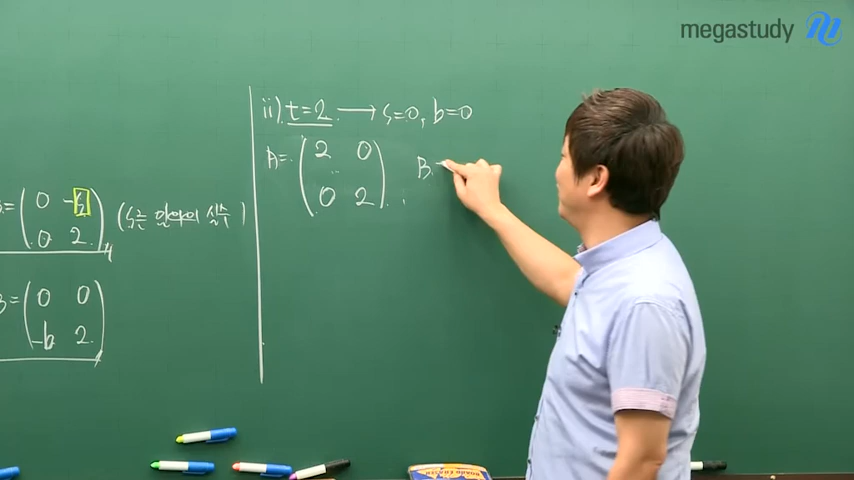 megastudy
B = ( 0 -s
0 2 ) (s는 임의의 실수)
B = ( 0 0
-b 2 )
ii) t=2 → s=0, b=0
A = ( 2 0
0 2 ), B